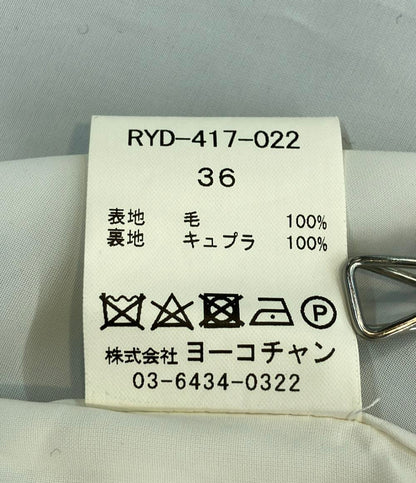 RYD-417-022
36
表地 毛 100%
裏地 キュプラ 100%
P
株式会社 ヨーコチャン
03-6434-0322